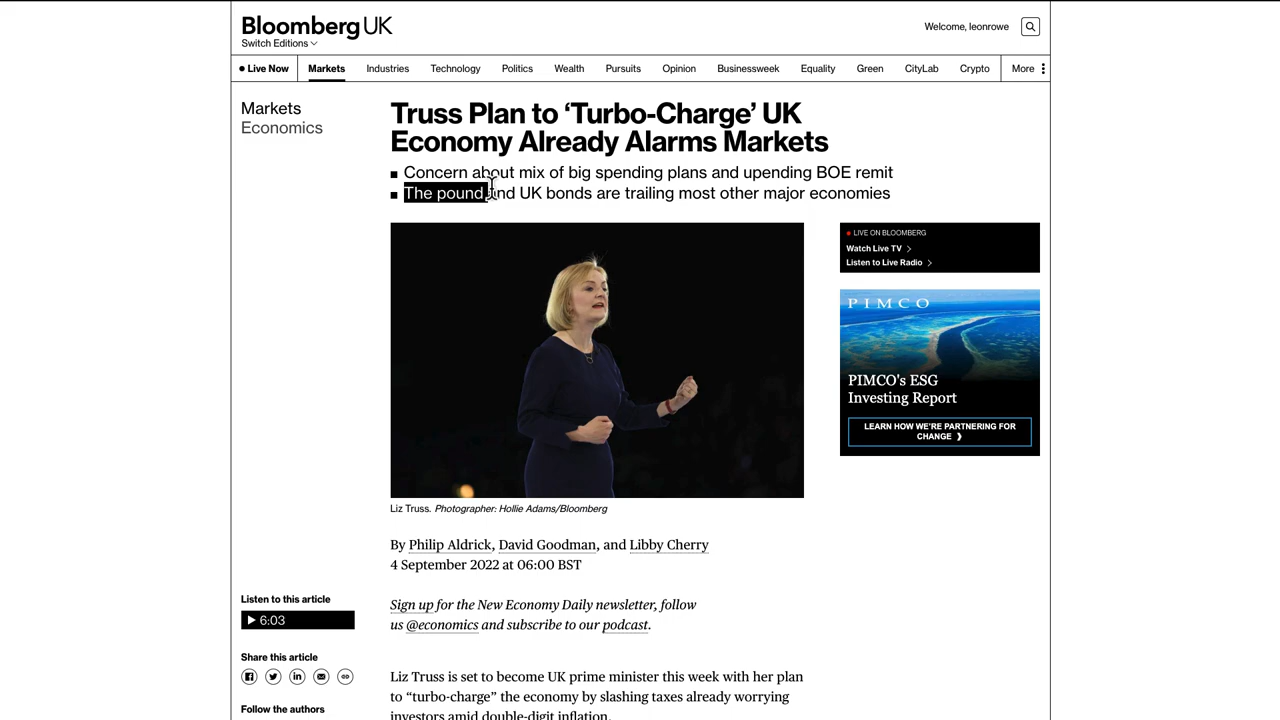 Bloomberg UK
Switch Editions
Welcome, leonrowe
Live Now
Markets
Industries
Technology
Politics
Wealth
Pursuits
Opinion
Businessweek
Equality
Green
CityLab
Crypto
More
Markets
Economics
Truss Plan to ‘Turbo-Charge’ UK
Economy Already Alarms Markets
Concern about mix of big spending plans and upending BOE remit
The pound and UK bonds are trailing most other major economies
LIVE ON BLOOMBERG
Watch Live TV
Listen to Live Radio
PIMCO
PIMCO's ESG
Investing Report
LEARN HOW WE'RE PARTNERING FOR
CHANGE
Liz Truss. Photographer: Hollie Adams/Bloomberg
By Philip Aldrick, David Goodman, and Libby Cherry
4 September 2022 at 06:00 BST
Listen to this article
6:03
Sign up for the New Economy Daily newsletter, follow
us @economics and subscribe to our podcast.
Share this article
Follow the authors
Liz Truss is set to become UK prime minister this week with her plan
to “turbo-charge” the economy by slashing taxes already worrying
investors amid double-digit inflation.